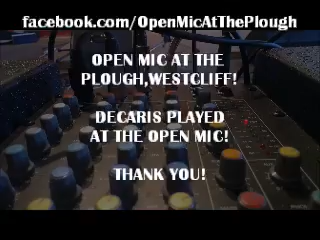 facebook.com/OpenMicAtThePlough
OPEN MIC AT THE
PLOUGH,WESTCLIFF!
DECARIS PLAYED
AT THE OPEN MIC!
THANK YOU!